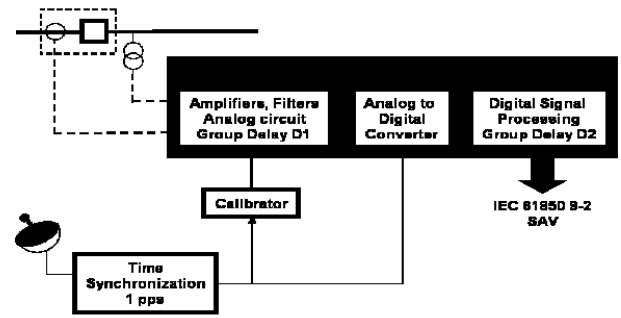 Amplifiers, Filters
Analog circuit
Group Delay D1
Analog to
Digital
Converter
Digital Signal
Processing
Group Delay D2
Calibrator
IEC 61850 9-2
SAV
Time
Synchronization
1 pps